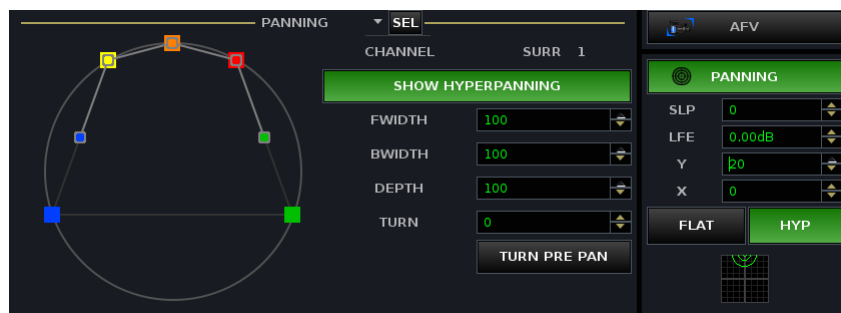 PANNING SEL
CHANNEL SURR 1
SHOW HYPERPANNING
FWIDTH 100
BWIDTH 100
DEPTH 100
TURN 0
TURN PRE PAN
AFV
PANNING
SLP 0
LFE 0.00dB
Y 20
X 0
FLAT HYP